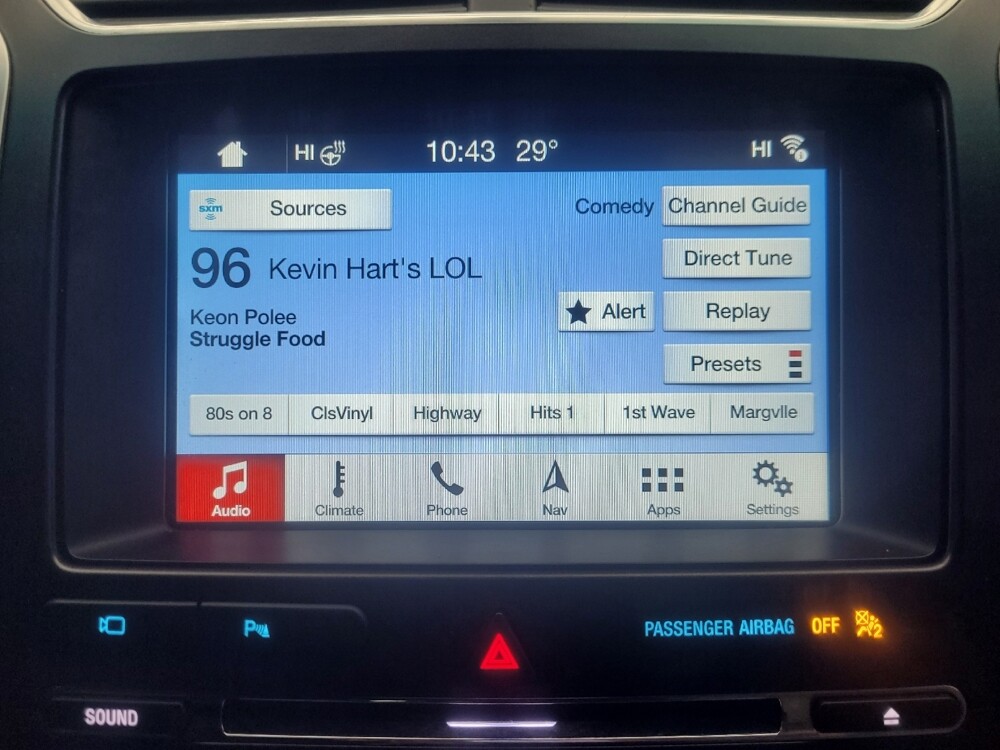 HI 10:43 29° HI
sxm Sources Comedy Channel Guide
96 Kevin Hart's LOL Direct Tune
Keon Polee
Struggle Food
Alert Replay
Presets
80s on 8 ClsVinyl Highway Hits 1 1st Wave Margvlle
Audio Climate Phone Nav Apps Settings
P PASSENGER AIRBAG OFF 2
SOUND